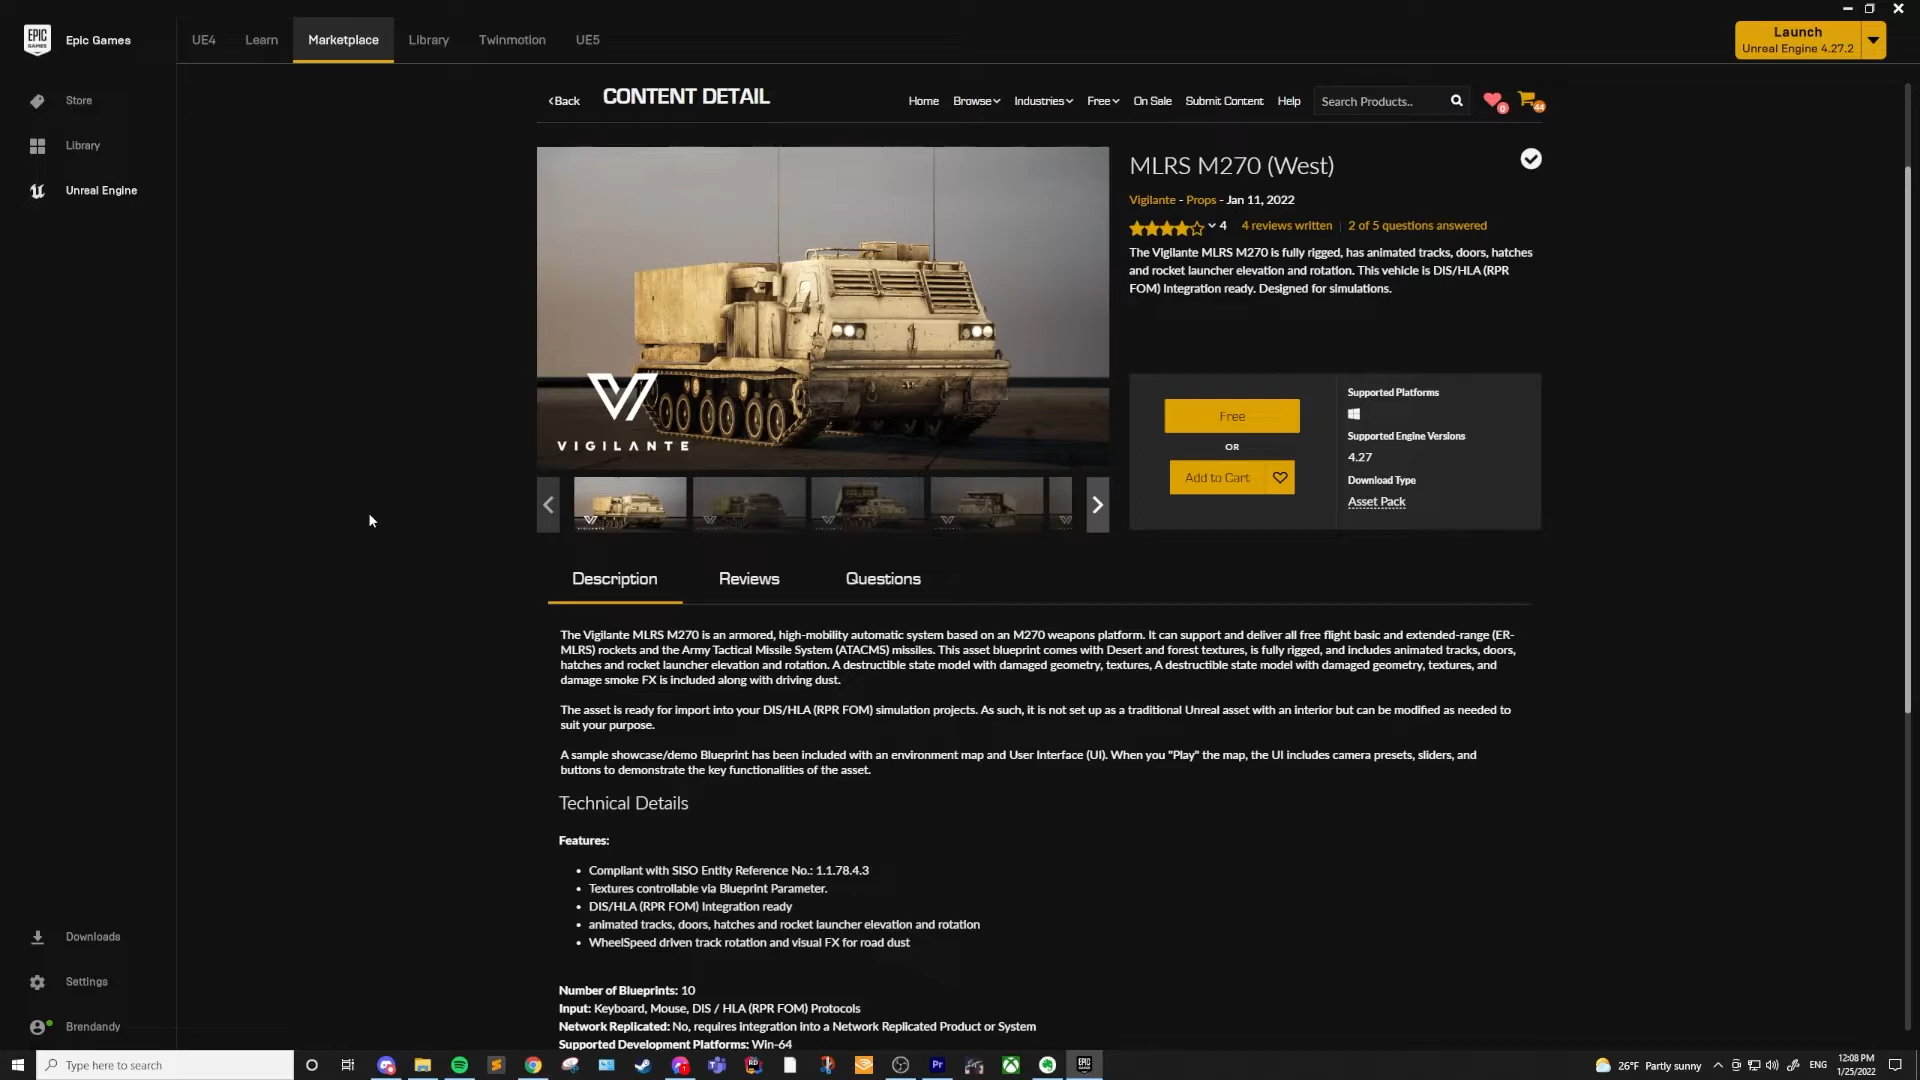 EPIC GAMES
Epic Games
UE4
Learn
Marketplace
Library
Twinmotion
UE5
Launch
Unreal Engine 4.27.2
Store
Library
Unreal Engine
Back
CONTENT DETAIL
Home
Browse
Industries
Free
On Sale
Submit Content
Help
Search Products..
0
44
VIGILANTE
MLRS M270 (West)
Vigilante - Props - Jan 11, 2022
4
4 reviews written
2 of 5 questions answered
The Vigilante MLRS M270 is fully rigged, has animated tracks, doors, hatches
and rocket launcher elevation and rotation. This vehicle is DIS/HLA (RPR
FOM) Integration ready. Designed for simulations.
Free
OR
Add to Cart
Supported Platforms
Supported Engine Versions
4.27
Download Type
Asset Pack
Description
Reviews
Questions
The Vigilante MLRS M270 is an armored, high-mobility automatic system based on an M270 weapons platform. It can support and deliver all free flight basic and extended-range (ER-
MLRS) rockets and the Army Tactical Missile System (ATACMS) missiles. This asset blueprint comes with Desert and forest textures, is fully rigged, and includes animated tracks, doors,
hatches and rocket launcher elevation and rotation. A destructible state model with damaged geometry, textures, A destructible state model with damaged geometry, textures, and
damage smoke FX is included along with driving dust.
The asset is ready for import into your DIS/HLA (RPR FOM) simulation projects. As such, it is not set up as a traditional Unreal asset with an interior but can be modified as needed to
suit your purpose.
A sample showcase/demo Blueprint has been included with an environment map and User Interface (UI). When you "Play" the map, the UI includes camera presets, sliders, and
buttons to demonstrate the key functionalities of the asset.
Technical Details
Features:
• Compliant with SISO Entity Reference No.: 1.1.78.4.3
• Textures controllable via Blueprint Parameter.
• DIS/HLA (RPR FOM) Integration ready
• animated tracks, doors, hatches and rocket launcher elevation and rotation
• WheelSpeed driven track rotation and visual FX for road dust
Number of Blueprints: 10
Input: Keyboard, Mouse, DIS / HLA (RPR FOM) Protocols
Network Replicated: No, requires integration into a Network Replicated Product or System
Supported Development Platforms: Win-64
Downloads
Settings
Brendandy
Type here to search
Pr
26°F Partly sunny
ENG
12:08 PM
1/25/2022